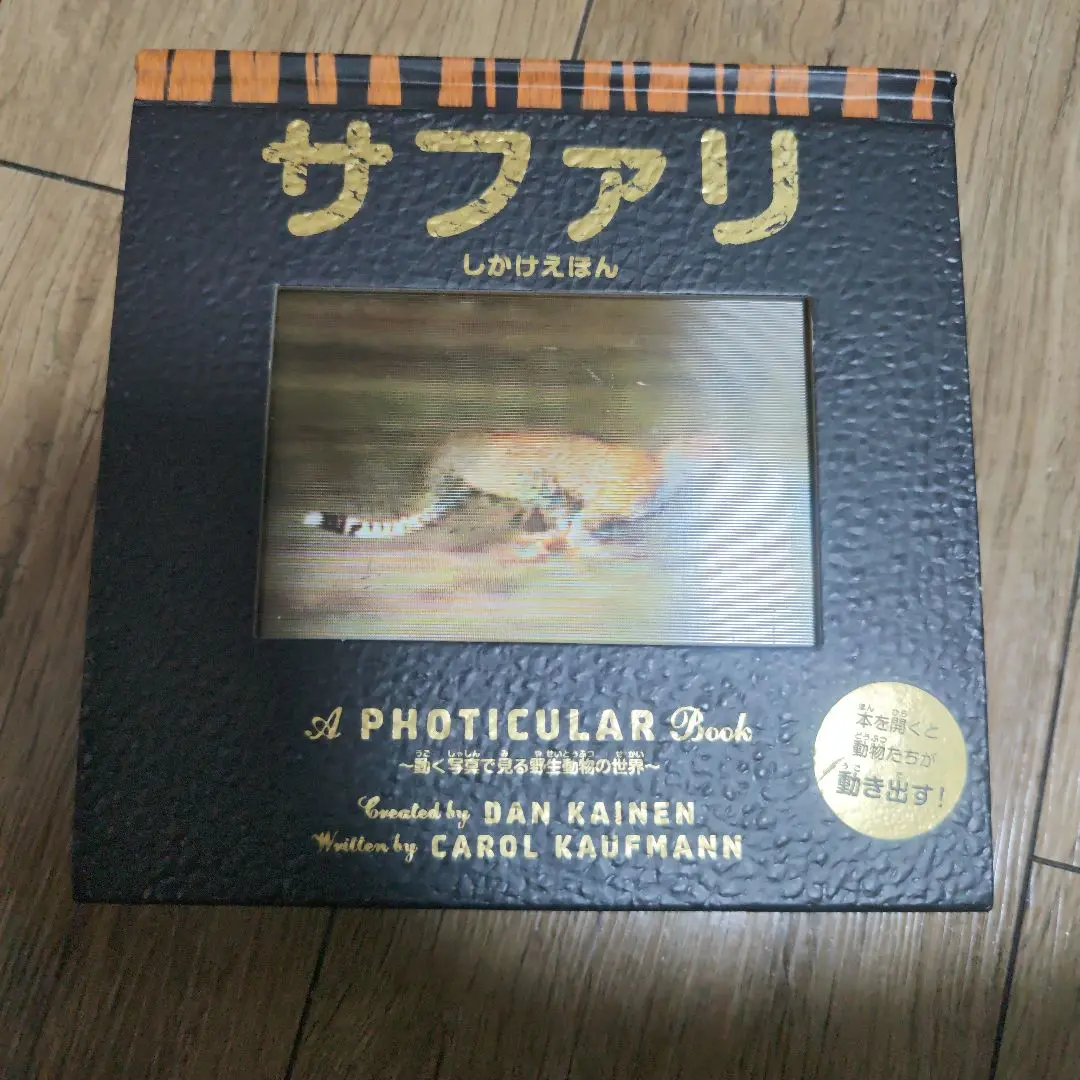 サファリ
しかけえほん
A PHOTICULAR Book
~動く写真で見る野生動物の世界~
Created by DAN KAINEN
Written by CAROL KAUFMANN
本を開くと
動物たちが
動き出す!